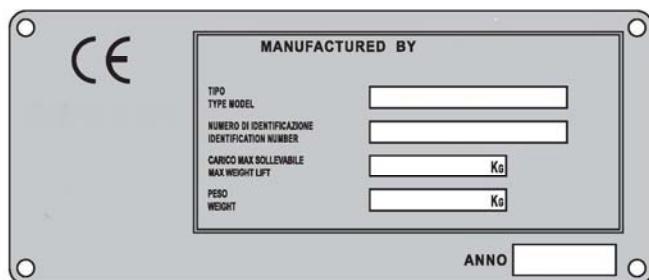 CE
MANUFACTURED BY
TIPO
TYPE MODEL
NUMERO DI IDENTIFICAZIONE
IDENTIFICATION NUMBER
CARICO MAX SOLLEVABILE
MAX WEIGHT LIFT
KG
PESO
WEIGHT
KG
ANNO